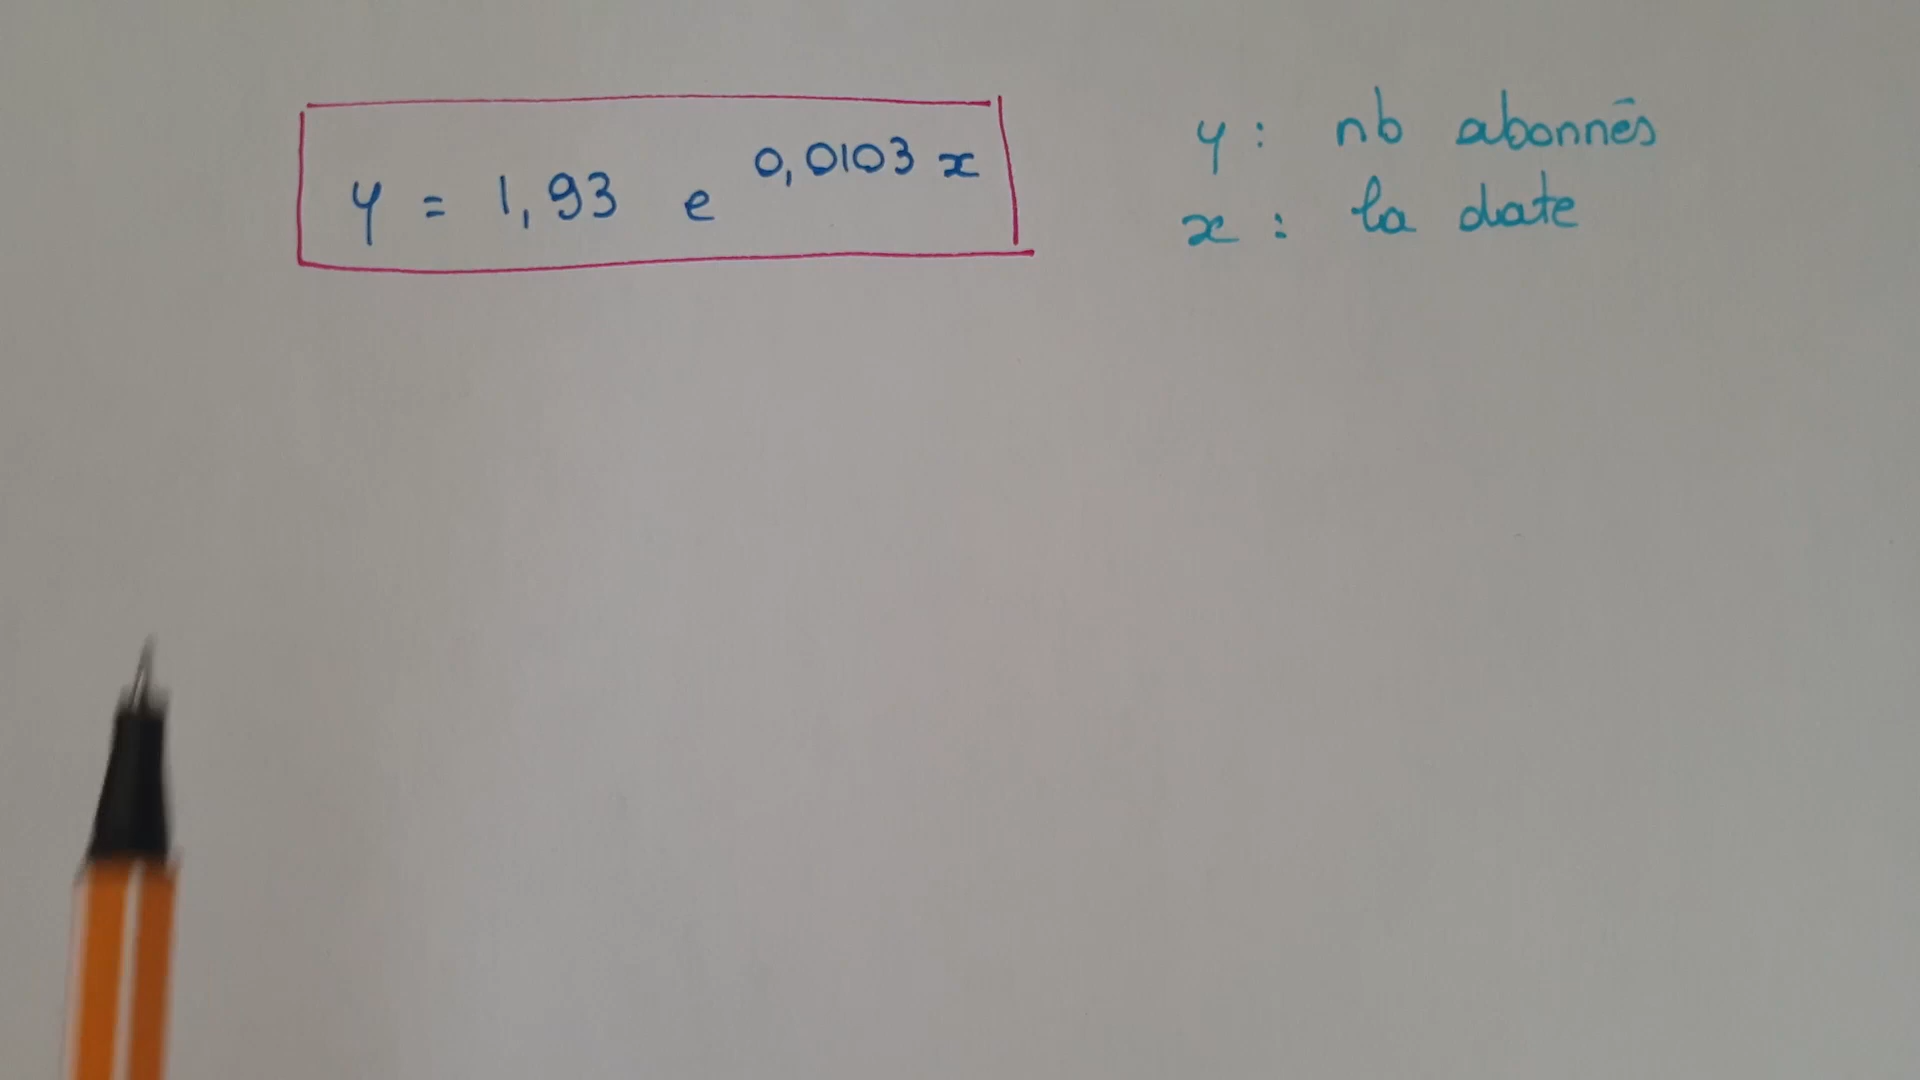 y = 1,93 e^0,0103 x
y : nb abonnés
x : la date